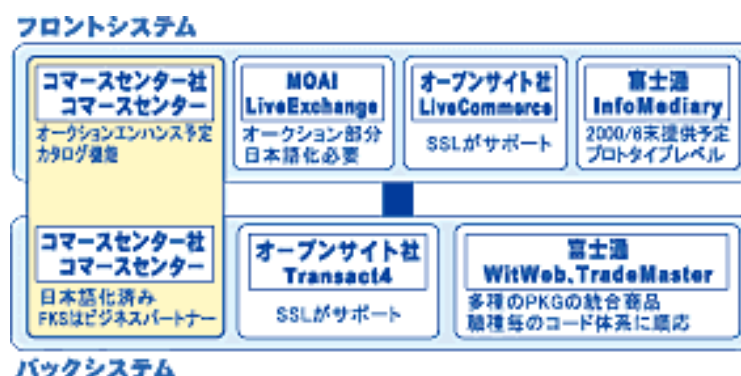 フロントシステム
コマースセンター社
コマースセンター
オークションエンハンス予定
カタログ機能
MOAI
LiveExchange
オークション部分
日本語化必要
オープンサイト社
LiveCommerce
SSLがサポート
富士通
InfoMediary
2000/6末提供予定
プロトタイプレベル
コマースセンター社
コマースセンター
日本語化済み
FKSはビジネスパートナー
オープンサイト社
Transact4
SSLがサポート
富士通
WitWeb、TradeMaster
多種のPKGの統合商品
職種毎のコード体系に順応
バックシステム